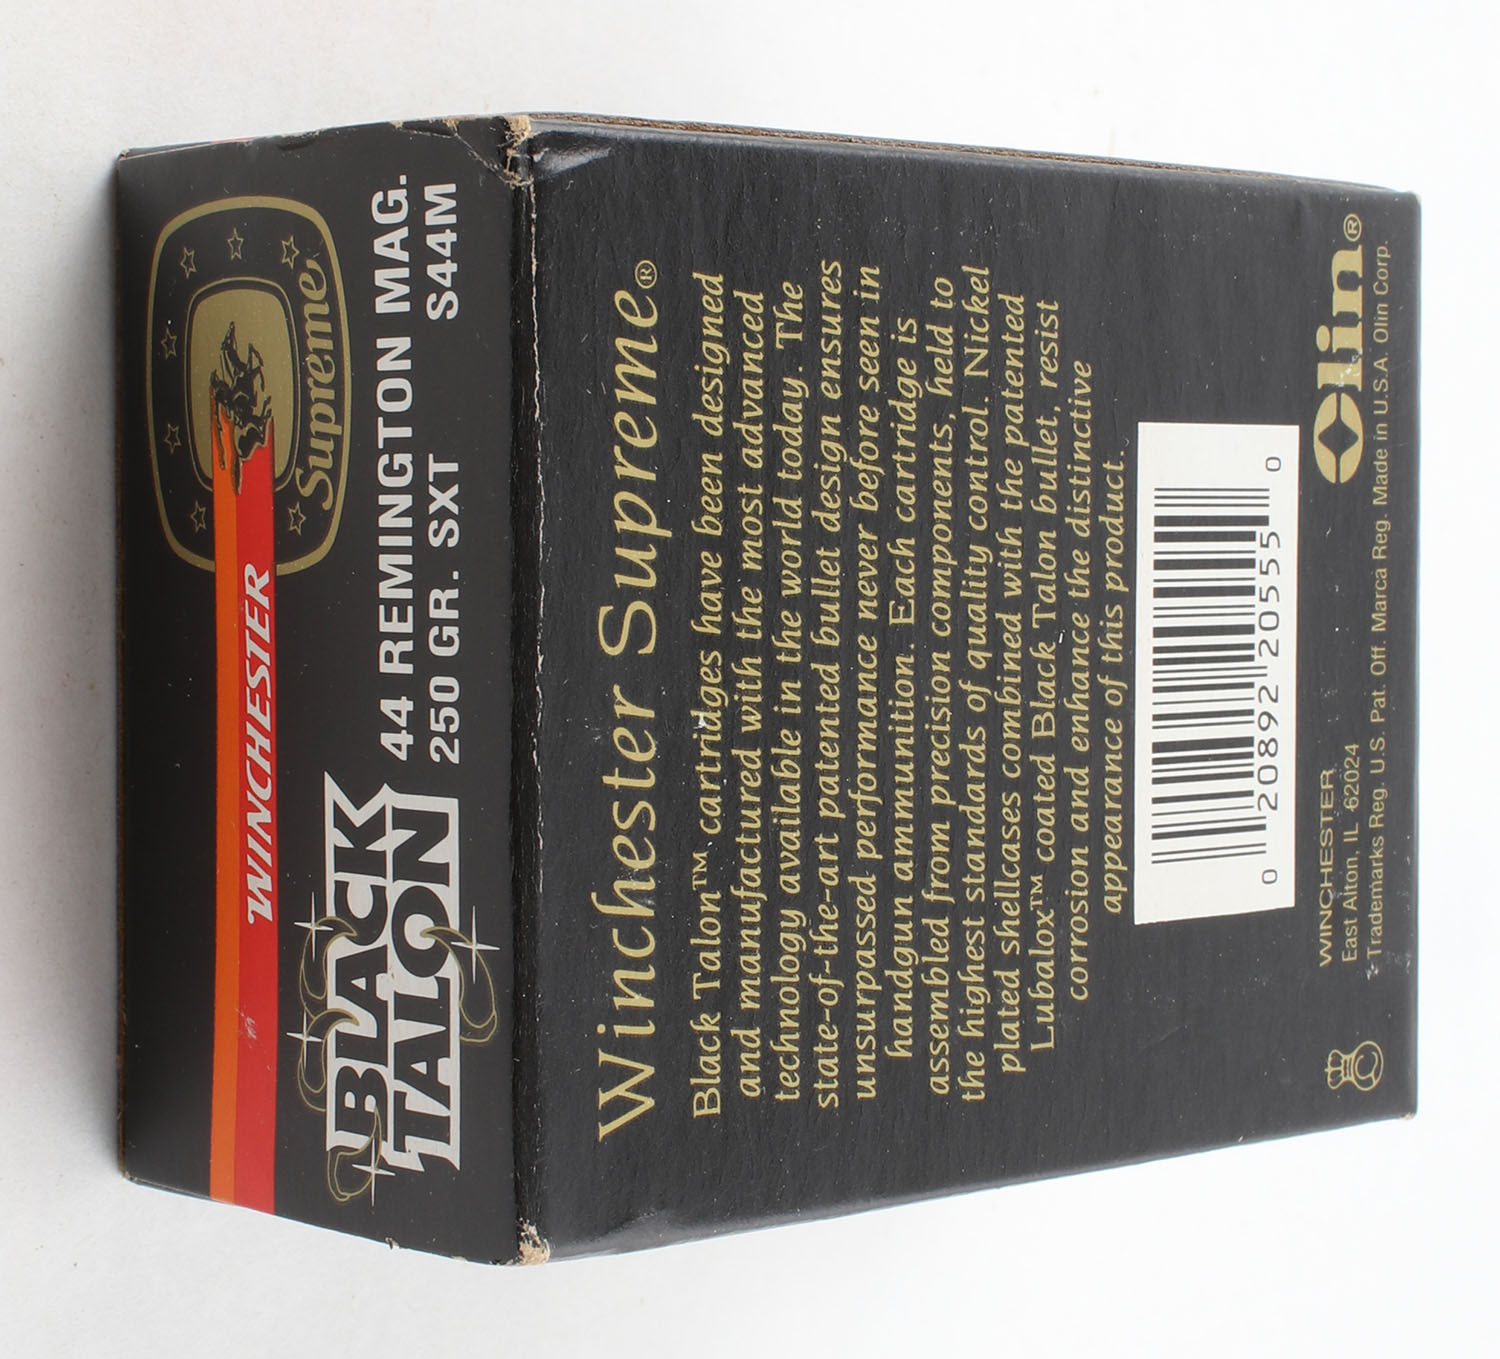 Supreme
WINCHESTER
BLACK
TALON
44 REMINGTON MAG.
250 GR. SXT S44M
Winchester Supreme®
Black Talon™ cartridges have been designed
and manufactured with the most advanced
technology available in the world today. The
state-of-the-art patented bullet design ensures
unsurpassed performance never before seen in
handgun ammunition. Each cartridge is
assembled from precision components, held to
the highest standards of quality control. Nickel
plated shellcases combined with the patented
Lubalox™ coated Black Talon bullet, resist
corrosion and enhance the distinctive
appearance of this product.
0 20892 20555 0
WINCHESTER
East Alton, IL 62024
Trademarks Reg. U.S. Pat. Off. Marca Reg. Made in U.S.A. Olin Corp.
Olin®